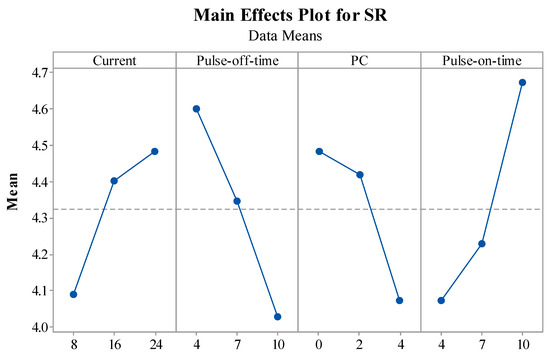 Main Effects Plot for SR
Data Means
Current Pulse-off-time PC Pulse-on-time
4.7
4.6
4.5
4.4
4.3
4.2
4.1
4.0
Mean
8 16 24 4 7 10 0 2 4 4 7 10